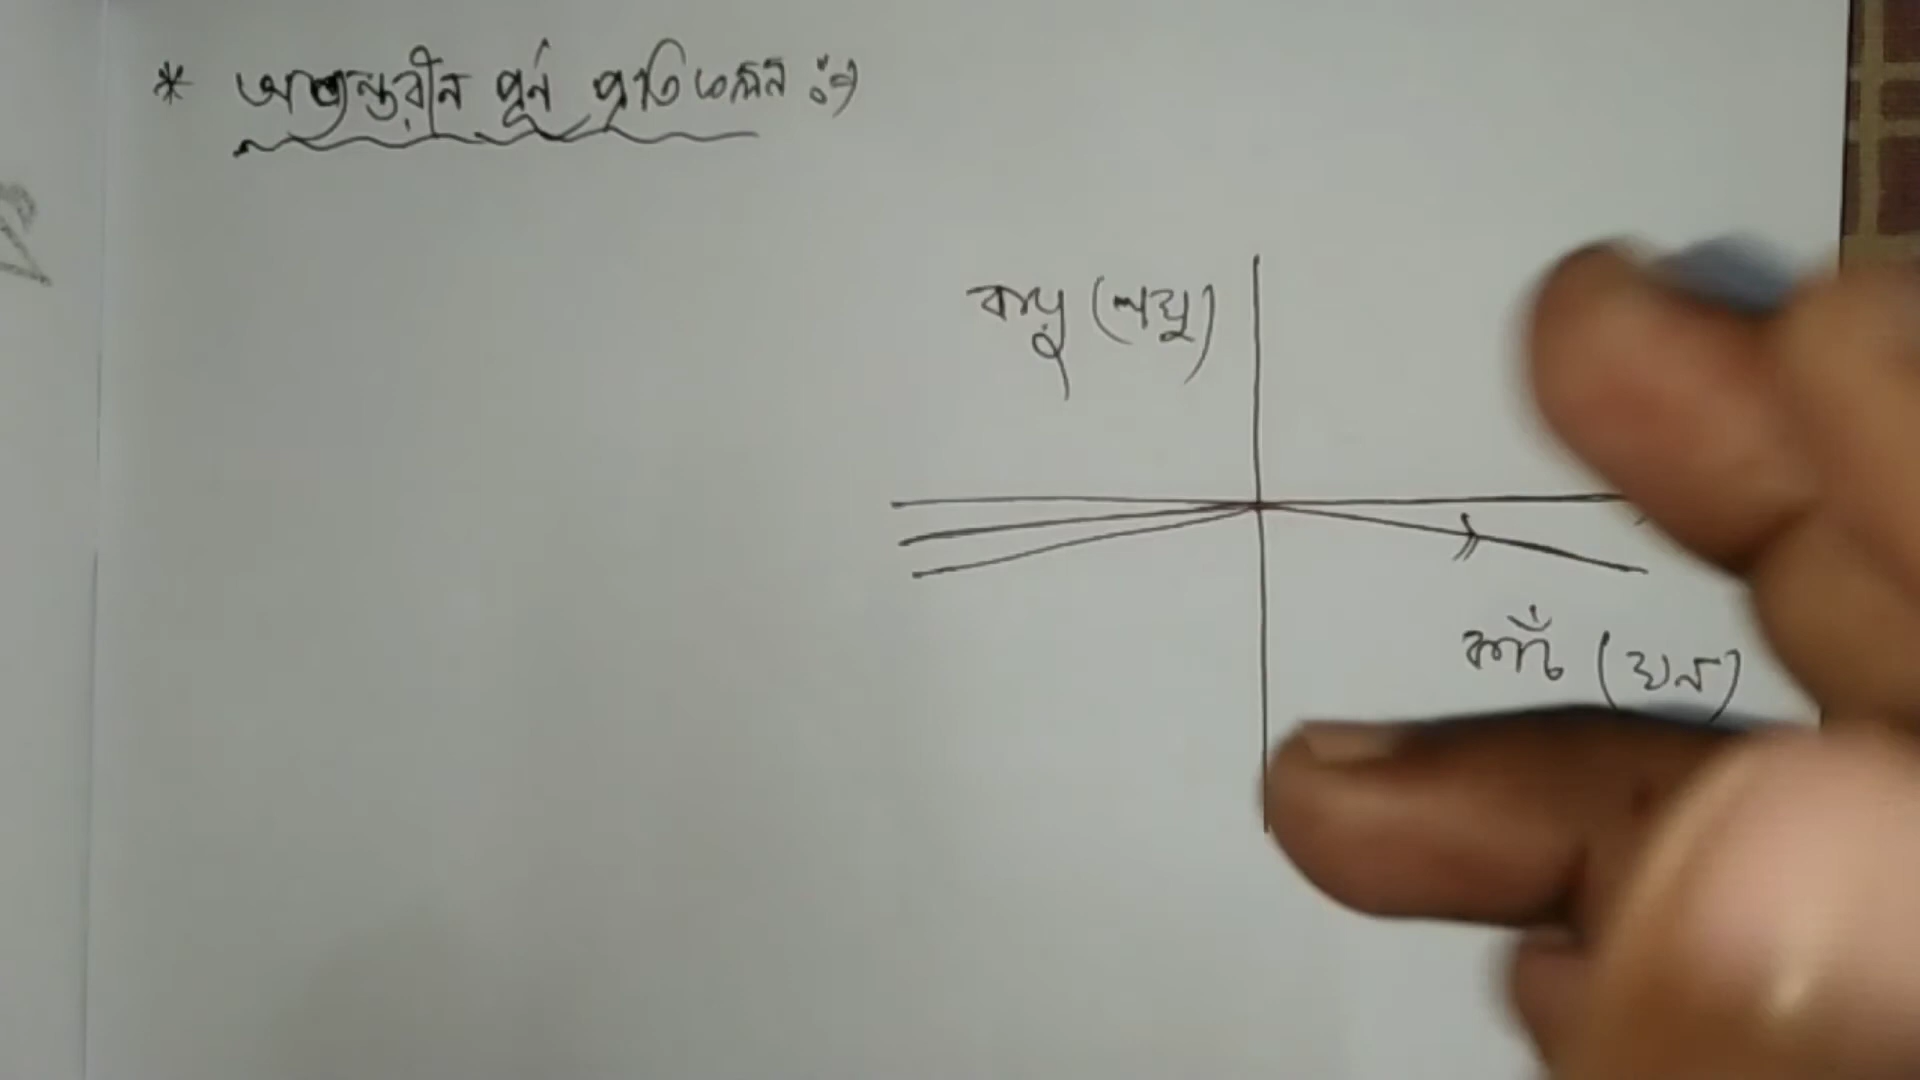 * অভ্যন্তরীন পূর্ন প্রতিফলন ঃ
বায়ু (লঘু)
কাঁচ (ঘন)